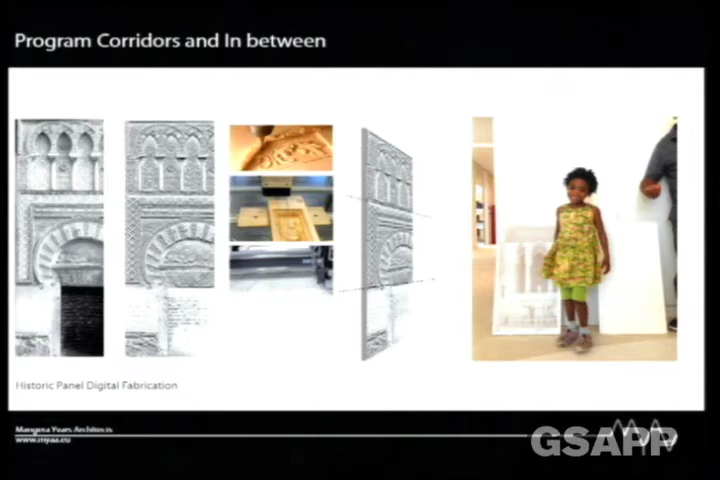 Program Corridors and In between
Historic Panel Digital Fabrication
Mangera Yvars Architects
www.myaa.eu
GSAPP